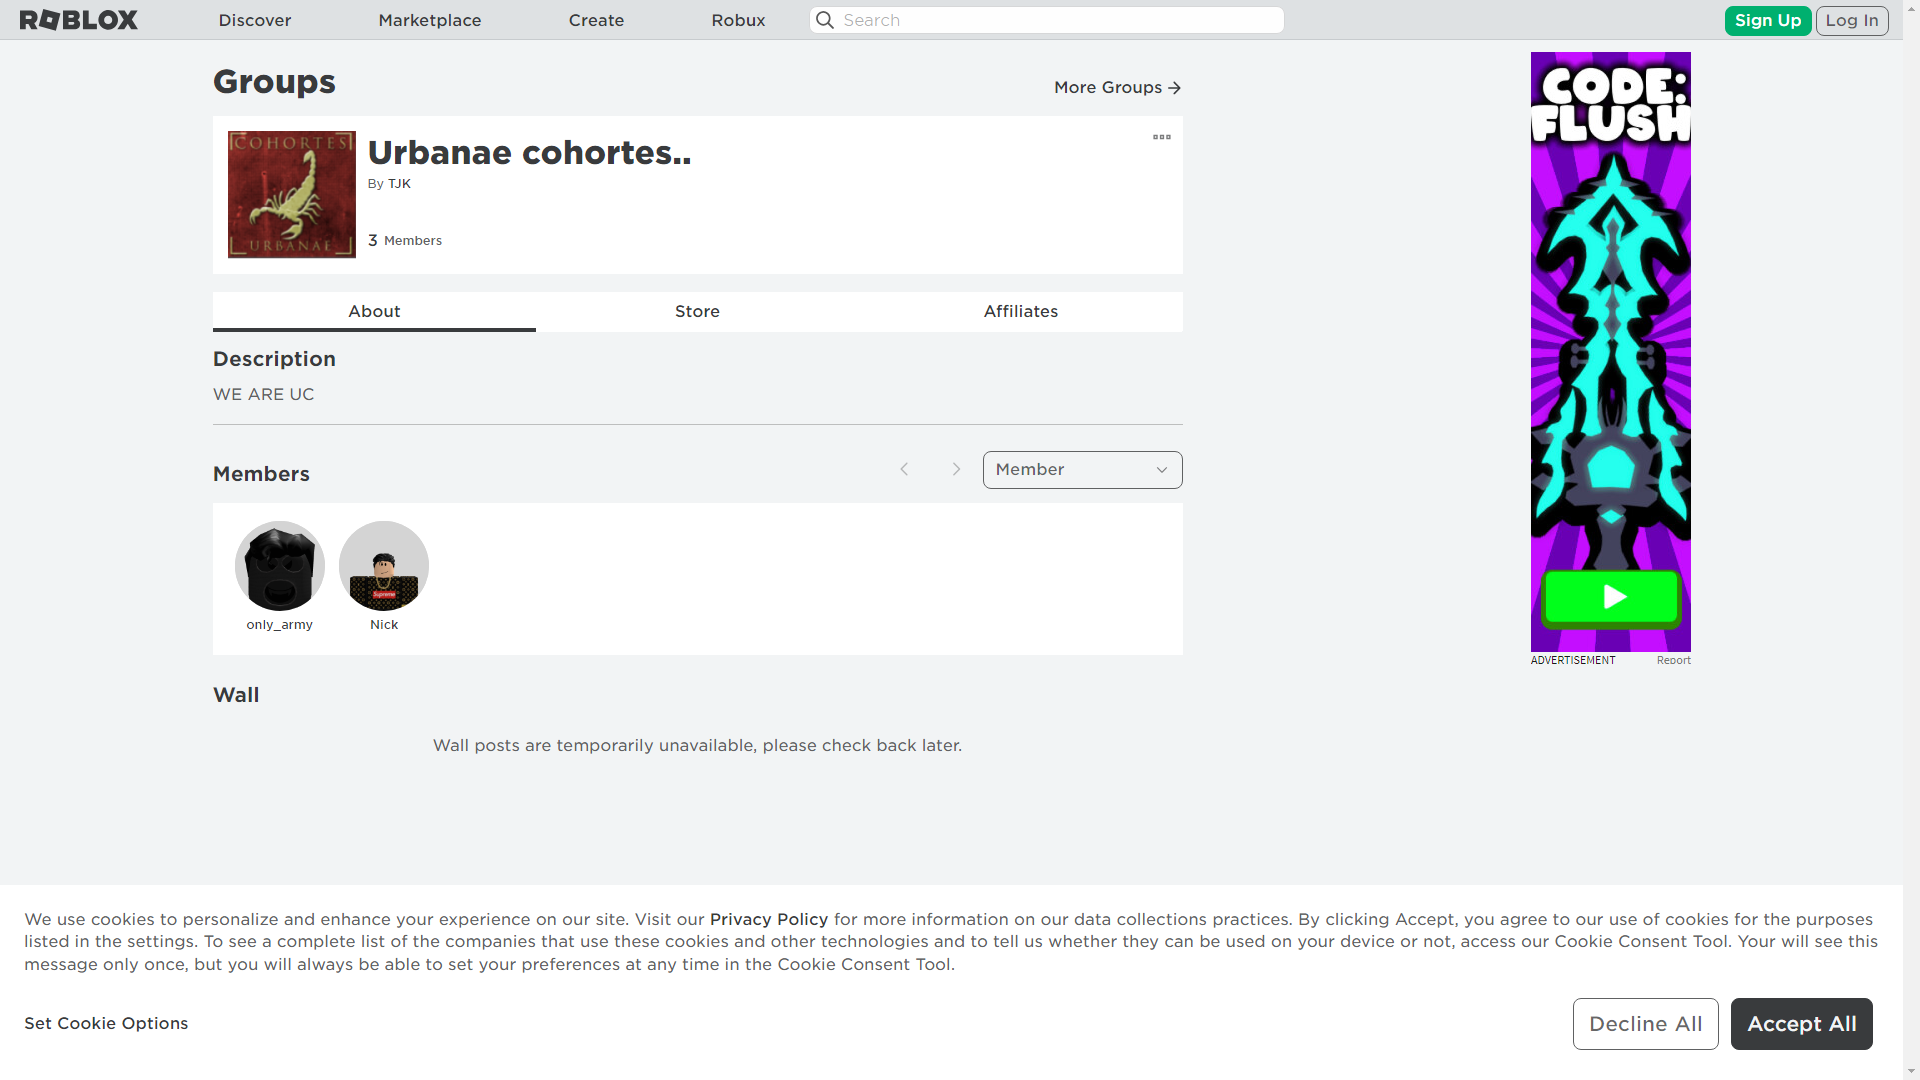 ROBLOX
Discover
Marketplace
Create
Robux
Search
Sign Up
Log In
Groups
More Groups
COHORTES
URBANAE
Urbanae cohortes..
By TJK
3 Members
About
Store
Affiliates
Description
WE ARE UC
Members
Member
Supreme
only_army
Nick
Wall
Wall posts are temporarily unavailable, please check back later.
CODE:
FLUSH
ADVERTISEMENT
Report
We use cookies to personalize and enhance your experience on our site. Visit our Privacy Policy for more information on our data collections practices. By clicking Accept, you agree to our use of cookies for the purposes
listed in the settings. To see a complete list of the companies that use these cookies and other technologies and to tell us whether they can be used on your device or not, access our Cookie Consent Tool. Your will see this
message only once, but you will always be able to set your preferences at any time in the Cookie Consent Tool.
Set Cookie Options
Decline All
Accept All